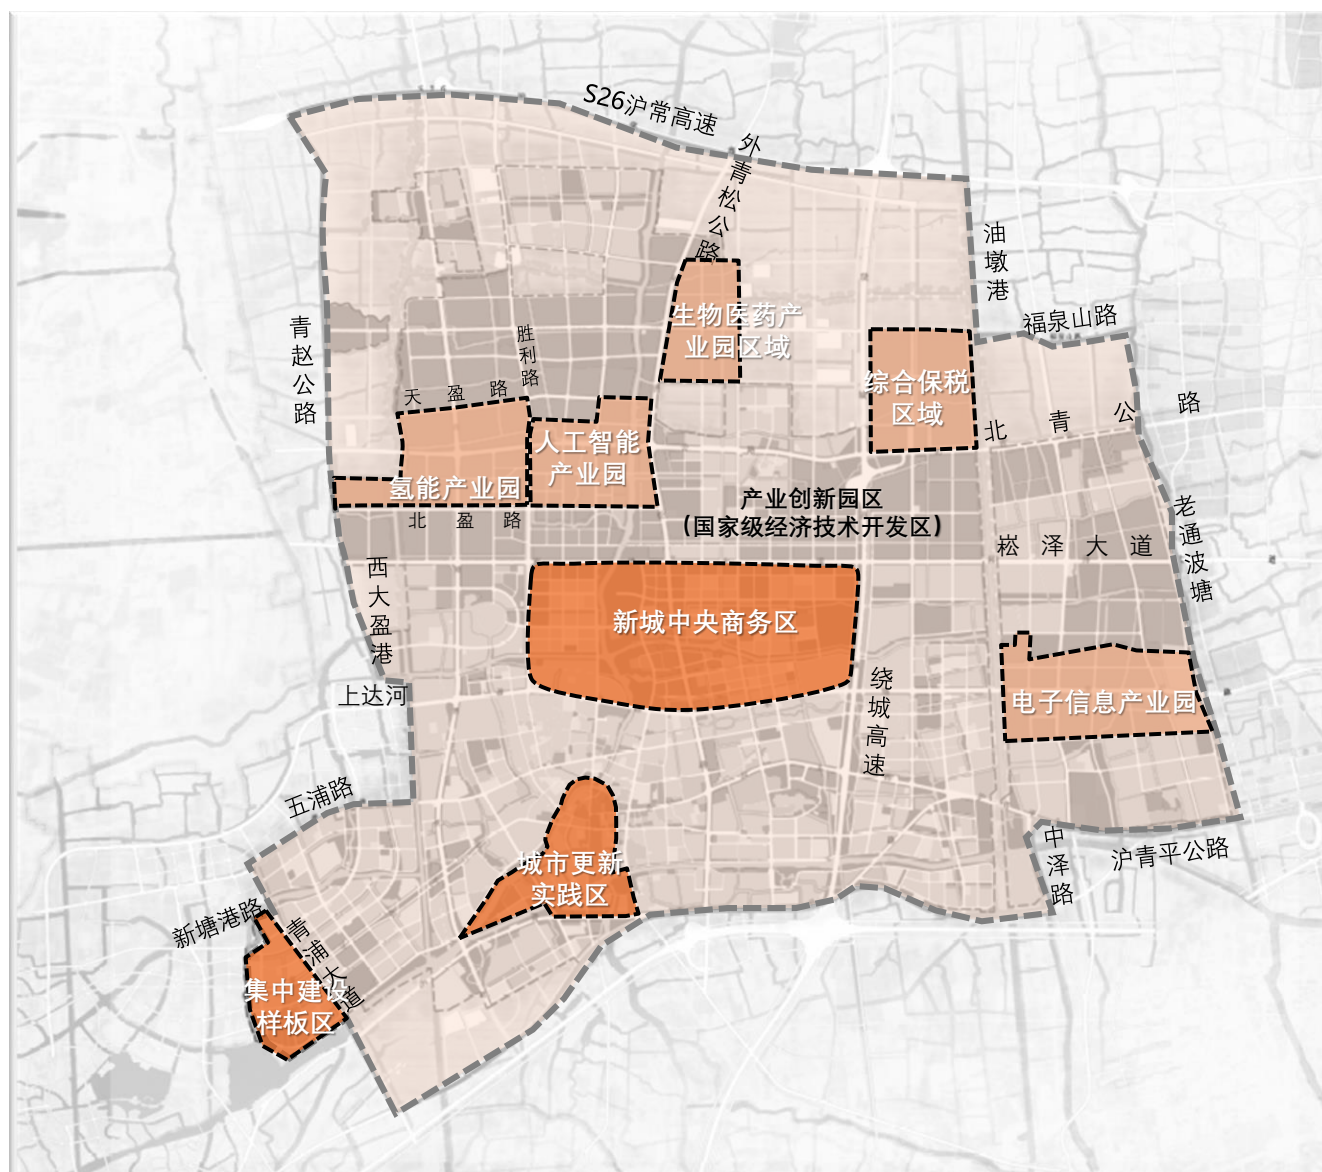 S26沪常高速
外青松公路
油墩港
福泉山路
青赵公路
胜利路
天盈路
生物医药产
业园区域
综合保税
区域
北青公路
人工智能
产业园
氢能产业园
北盈路
产业创新园区
(国家级经济技术开发区)
老通波塘
崧泽大道
西大盈港
新城中央商务区
上达河
绕城高速
电子信息产业园
五浦路
中泽路
沪青平公路
城市更新
实践区
新塘港路
青浦大道
集中建设
样板区